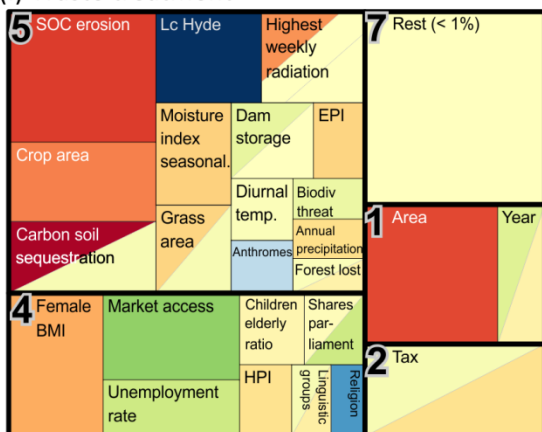 5
SOC erosion
Lc Hyde
Highest
weekly
radiation
Crop area
Moisture
index
seasonal.
Dam
storage
EPI
Carbon soil
sequestration
Grass
area
Diurnal
temp.
Biodiv
threat
Anthromes
Annual
precipitation
Forest lost
7
Rest (< 1%)
1
Area
Year
4
Female
BMI
Market access
Children
elderly
ratio
Shares
par-
liament
Unemployment
rate
HPI
Linguistic
groups
Religion
2
Tax